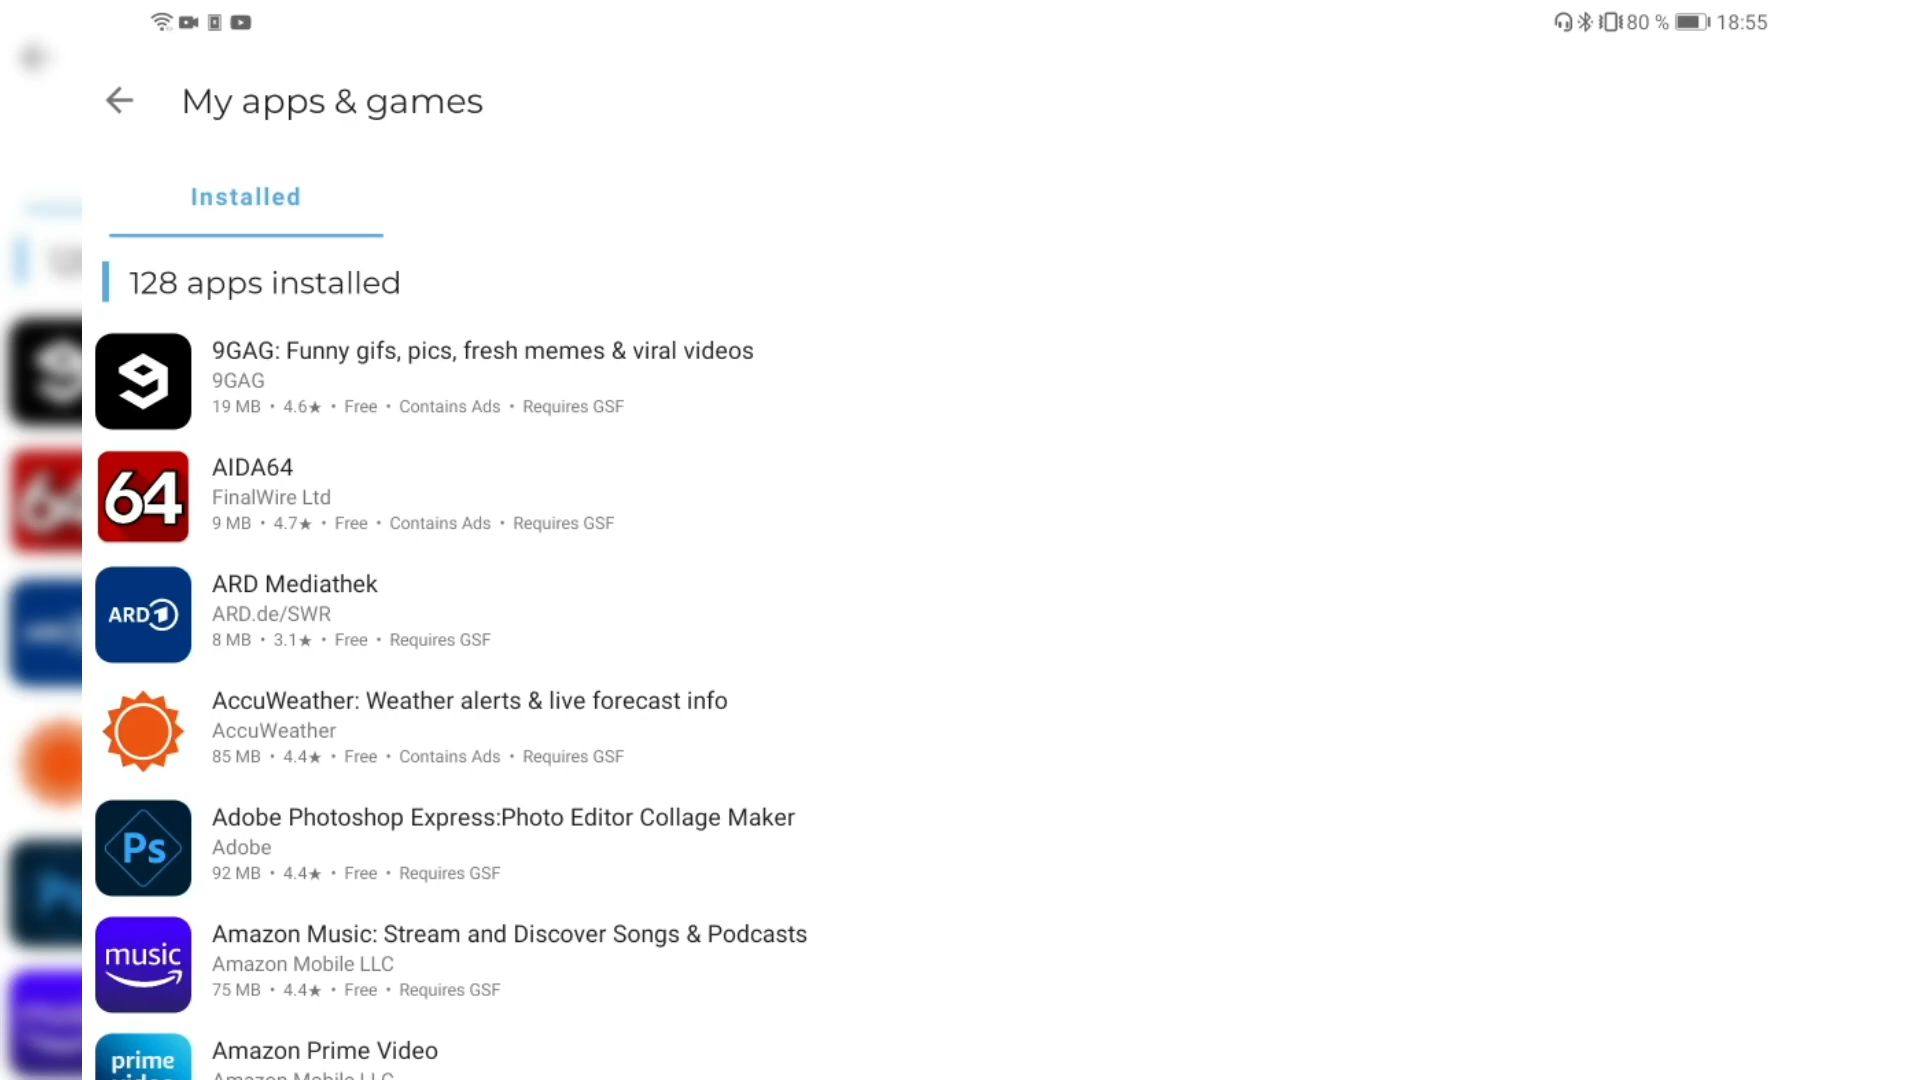 80 % 18:55
My apps & games
Installed
128 apps installed
9GAG: Funny gifs, pics, fresh memes & viral videos
9GAG
19 MB • 4.6★ • Free • Contains Ads • Requires GSF
64
AIDA64
FinalWire Ltd
9 MB • 4.7★ • Free • Contains Ads • Requires GSF
ARD 1
ARD Mediathek
ARD.de/SWR
8 MB • 3.1★ • Free • Requires GSF
AccuWeather: Weather alerts & live forecast info
AccuWeather
85 MB • 4.4★ • Free • Contains Ads • Requires GSF
Ps
Adobe Photoshop Express:Photo Editor Collage Maker
Adobe
92 MB • 4.4★ • Free • Requires GSF
music
Amazon Music: Stream and Discover Songs & Podcasts
Amazon Mobile LLC
75 MB • 4.4★ • Free • Requires GSF
prime video
Amazon Prime Video
Amazon Mobile LLC